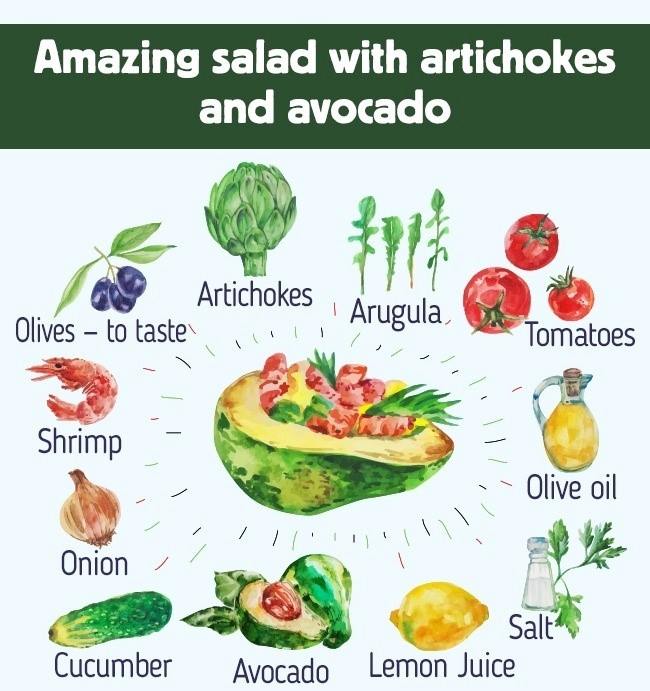 Amazing salad with artichokes
and avocado
Artichokes
Arugula
Olives – to taste
Tomatoes
Shrimp
Olive oil
Onion
Salt
Cucumber
Avocado
Lemon Juice